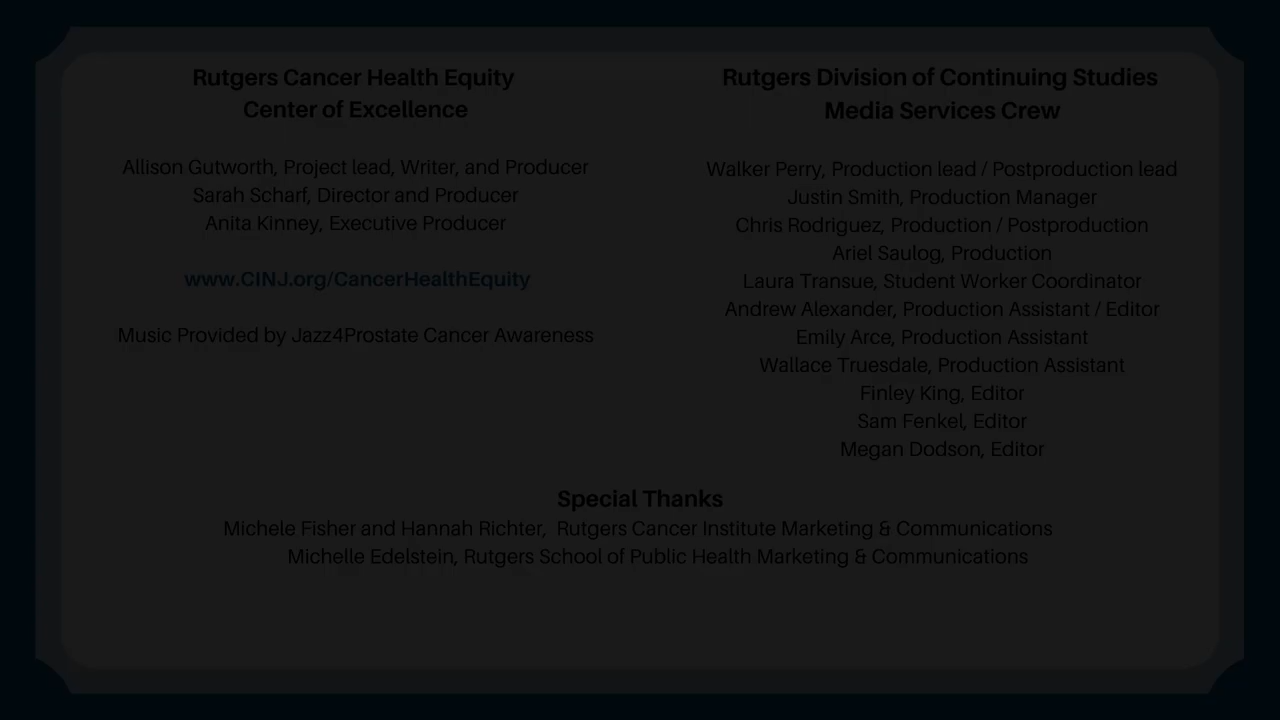 Rutgers Cancer Health Equity
Center of Excellence
Allison Gutworth, Project lead, Writer, and Producer
Sarah Scharf, Director and Producer
Anita Kinney, Executive Producer
www.CINJ.org/CancerHealthEquity
Music Provided by Jazz4Prostate Cancer Awareness
Rutgers Division of Continuing Studies
Media Services Crew
Walker Perry, Production lead / Postproduction lead
Justin Smith, Production Manager
Chris Rodriguez, Production / Postproduction
Ariel Saulog, Production
Laura Transue, Student Worker Coordinator
Andrew Alexander, Production Assistant / Editor
Emily Arce, Production Assistant
Wallace Truesdale, Production Assistant
Finley King, Editor
Sam Fenkel, Editor
Megan Dodson, Editor
Special Thanks
Michele Fisher and Hannah Richter,  Rutgers Cancer Institute Marketing & Communications
Michelle Edelstein, Rutgers School of Public Health Marketing & Communications